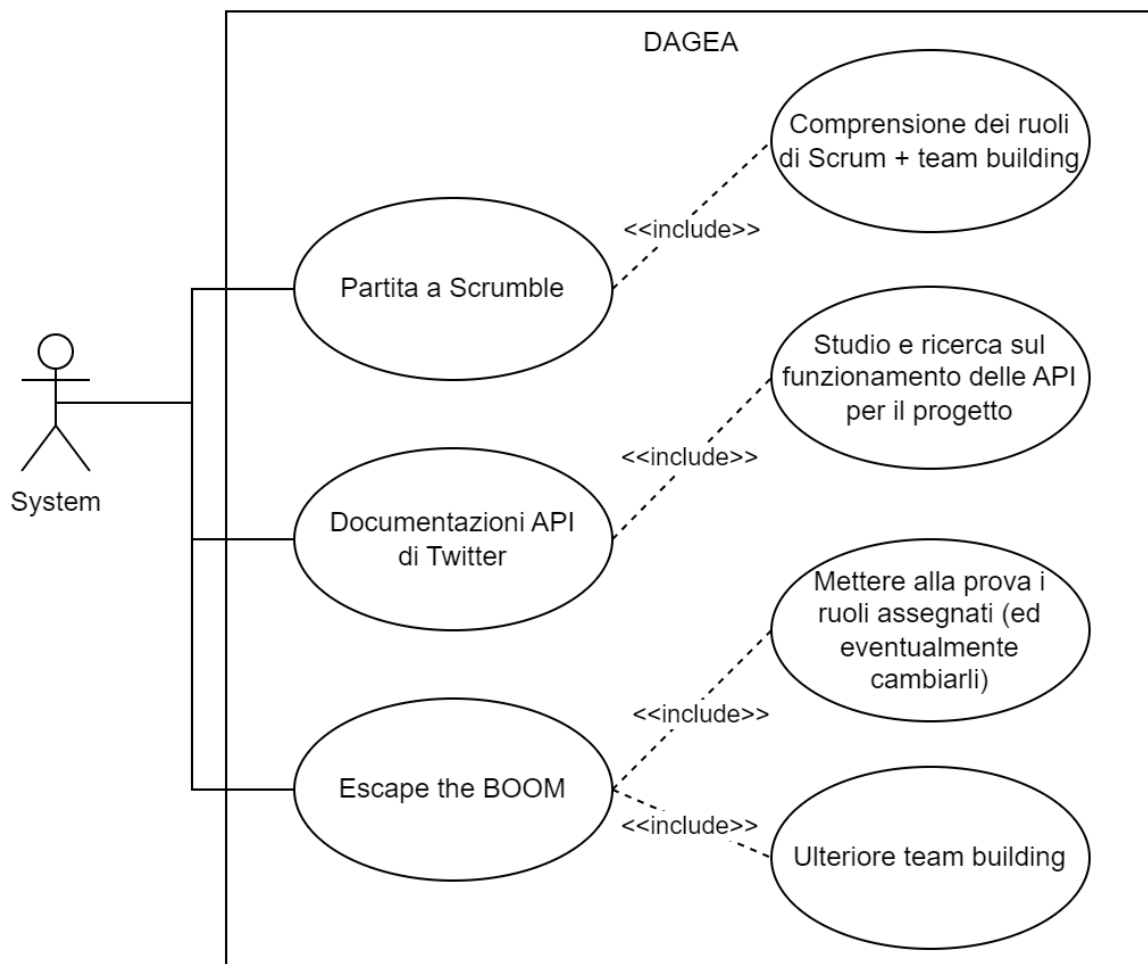 DAGEA
Comprensione dei ruoli
di Scrum + team building
<<include>>
Partita a Scrumble
Studio e ricerca sul
funzionamento delle API
per il progetto
<<include>>
System
Documentazioni API
di Twitter
Mettere alla prova i
ruoli assegnati (ed
eventualmente
cambiarli)
<<include>>
Escape the BOOM
<<include>>
Ulteriore team building